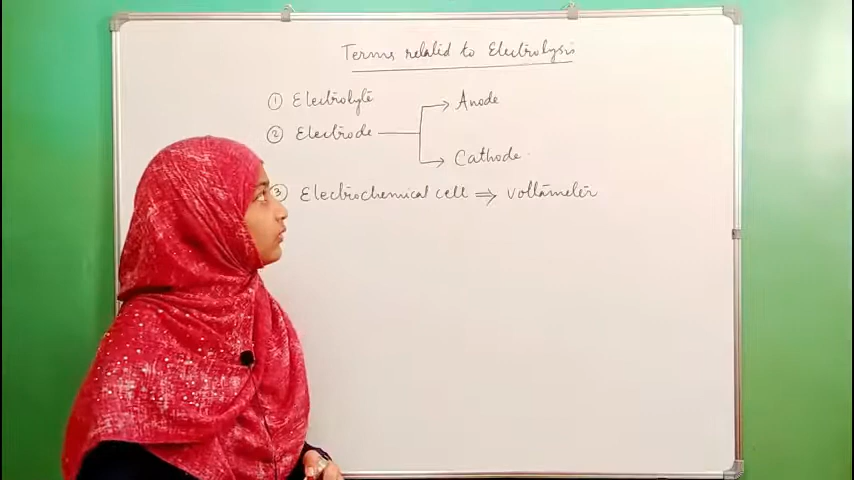 Terms related to Electrolysis
① Electrolyte
② Electrode → Anode
→ Cathode
③ Electrochemical cell ⇒ voltameter